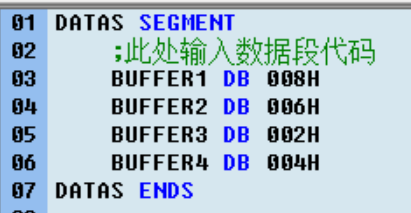 01 DATAS SEGMENT
02 ;此处输入数据段代码
03 BUFFER1 DB 008H
04 BUFFER2 DB 006H
05 BUFFER3 DB 002H
06 BUFFER4 DB 004H
07 DATAS ENDS